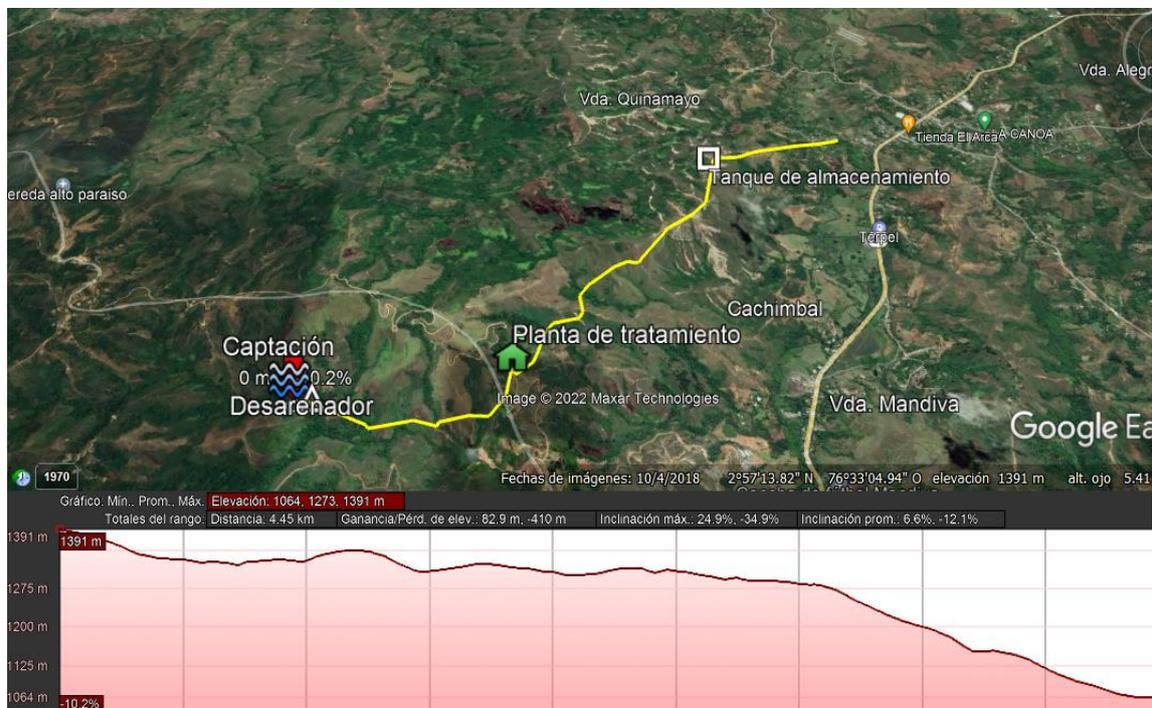 Vda. Alegr
Vda. Quinamayo
Tienda El Arca
A CANOA
Tanque de almacenamiento
ereda alto paraiso
Terpel
Cachimbal
Planta de tratamiento
Captación
0 m
0.2%
Desarenador
Image © 2022 Maxar Technologies
Vda. Mandiva
Google Ea
1970
Fechas de imágenes: 10/4/2018 2°57'13.82" N 76°33'04.94" O elevación 1391 m alt. ojo 5.41
Gráfico: Mín., Prom., Máx. Elevación: 1064, 1273, 1391 m
Totales del rango: Distancia: 4.45 km Ganancia/Pérd. de elev.: 82.9 m, -410 m Inclinación máx.: 24.9%, -34.9% Inclinación prom.: 6.6%, -12.1%
1391 m
1391 m
1275 m
1200 m
1125 m
1064 m
-10.2%